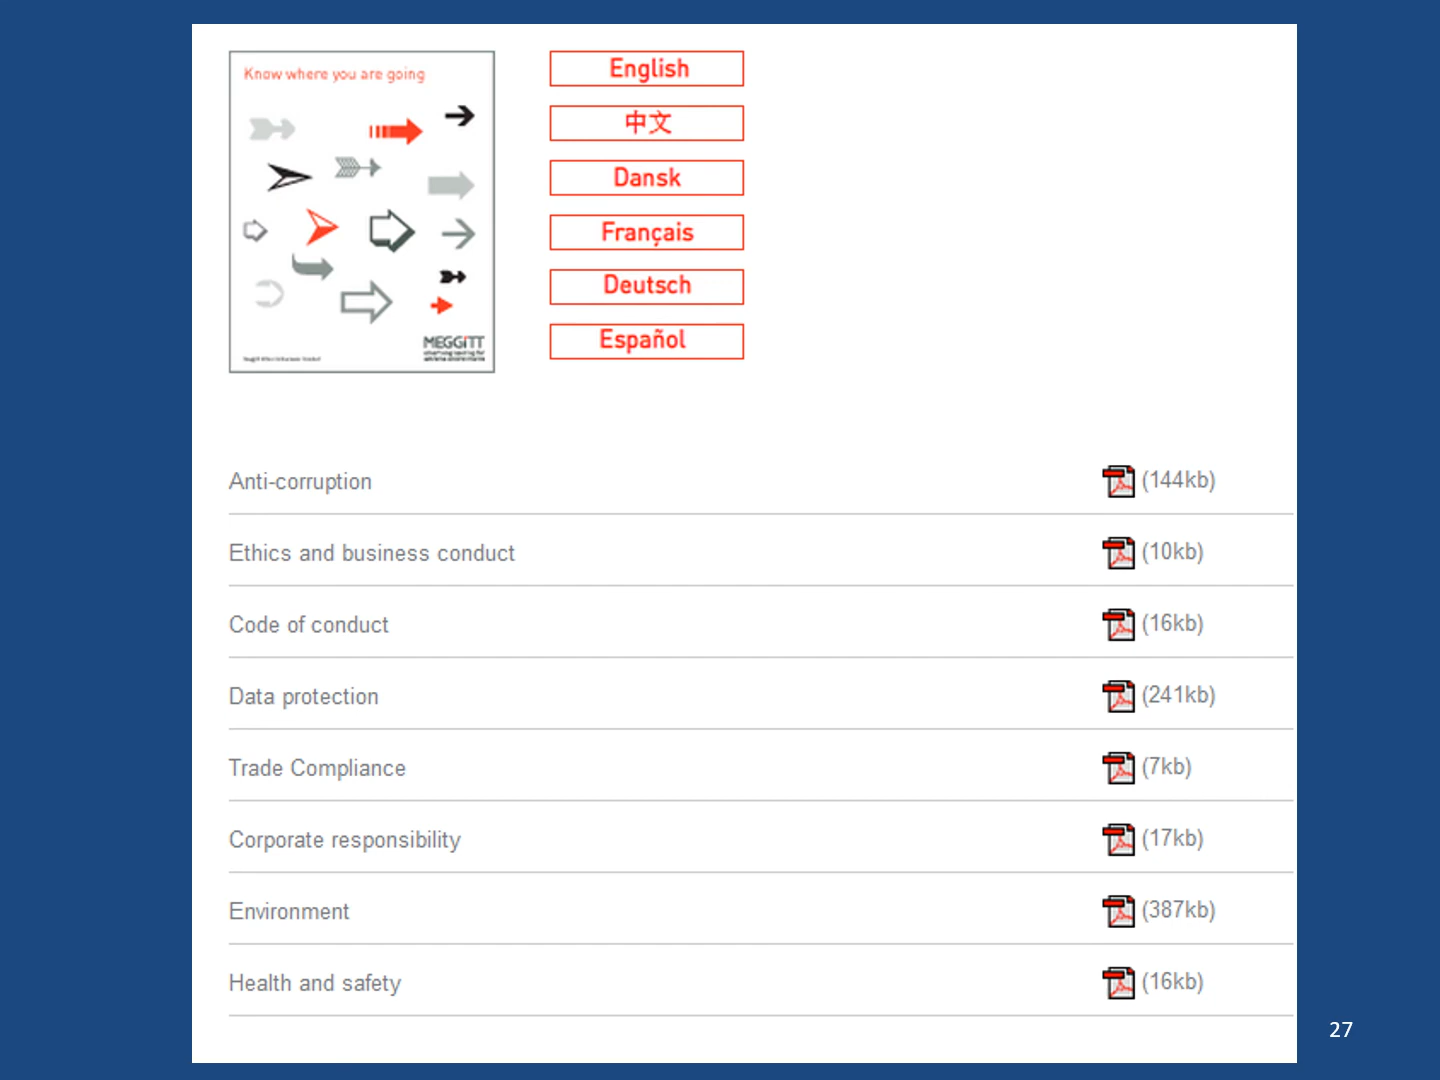 Know where you are going
MEGGiTT
English
中文
Dansk
Français
Deutsch
Español
Anti-corruption (144kb)
Ethics and business conduct (10kb)
Code of conduct (16kb)
Data protection (241kb)
Trade Compliance (7kb)
Corporate responsibility (17kb)
Environment (387kb)
Health and safety (16kb)
27